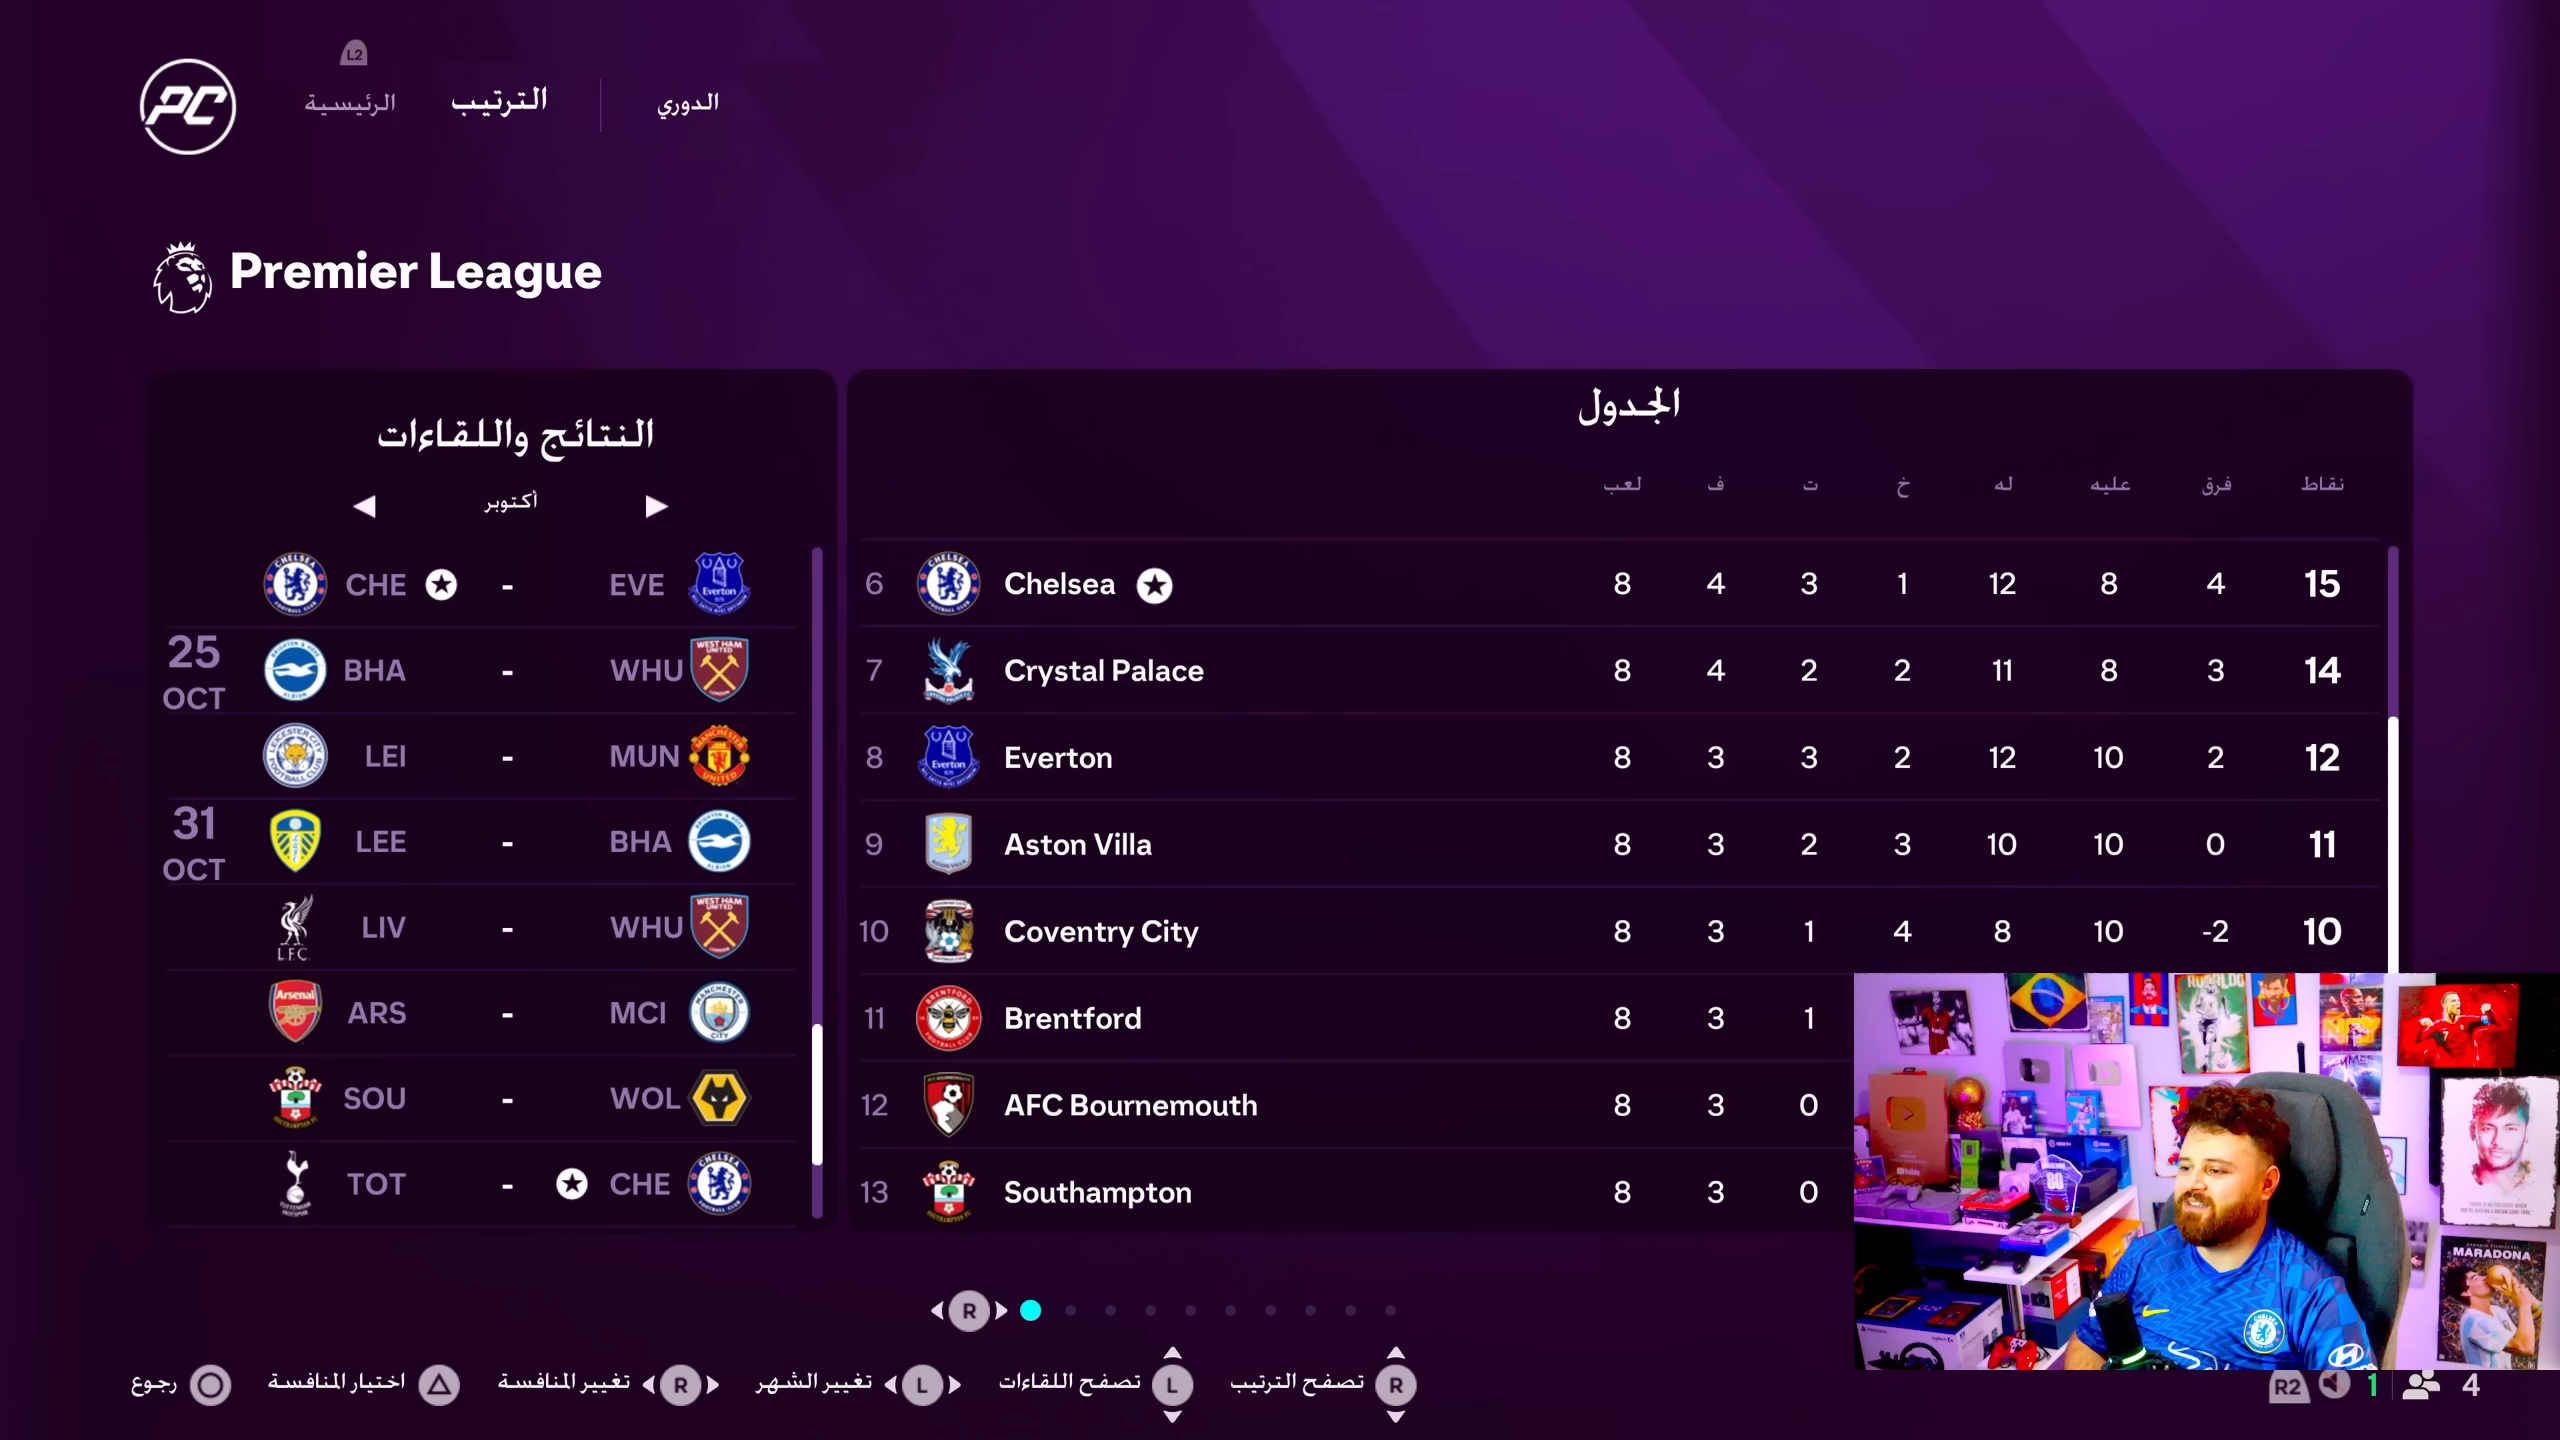 L2
PC الرئيسية الترتيب الدوري
Premier League
النتائج واللقاءات
أكتوبر
CHE - EVE
25 OCT BHA - WHU
LEI - MUN
31 OCT LEE - BHA
LIV - WHU
ARS - MCI
SOU - WOL
TOT - CHE
الجدول
لعب ف ت خ له عليه فرق نقاط
6 Chelsea 8 4 3 1 12 8 4 15
7 Crystal Palace 8 4 2 2 11 8 3 14
8 Everton 8 3 3 2 12 10 2 12
9 Aston Villa 8 3 2 3 10 10 0 11
10 Coventry City 8 3 1 4 8 10 -2 10
11 Brentford 8 3 1
12 AFC Bournemouth 8 3 0
13 Southampton 8 3 0
RONALDO
MARADONA
R
رجوع اختيار المنافسة تغيير المنافسة R تغيير الشهر L تصفح اللقاءات L تصفح الترتيب R
R2 1 4